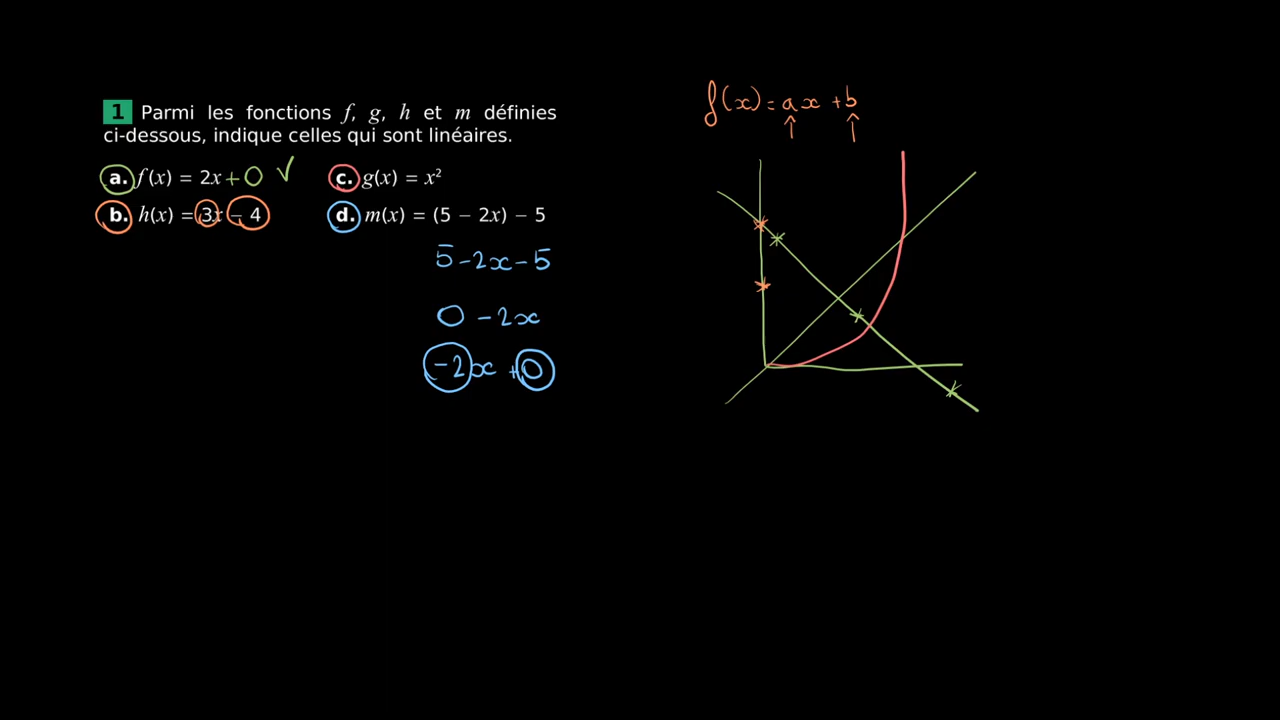 1 Parmi les fonctions f, g, h et m définies
ci-dessous, indique celles qui sont linéaires.
a. f(x) = 2x + 0 ✓
c. g(x) = x²
b. h(x) = 3x − 4
d. m(x) = (5 − 2x) − 5
5 - 2x - 5
0 - 2x
-2x + 0
f(x) = ax + b